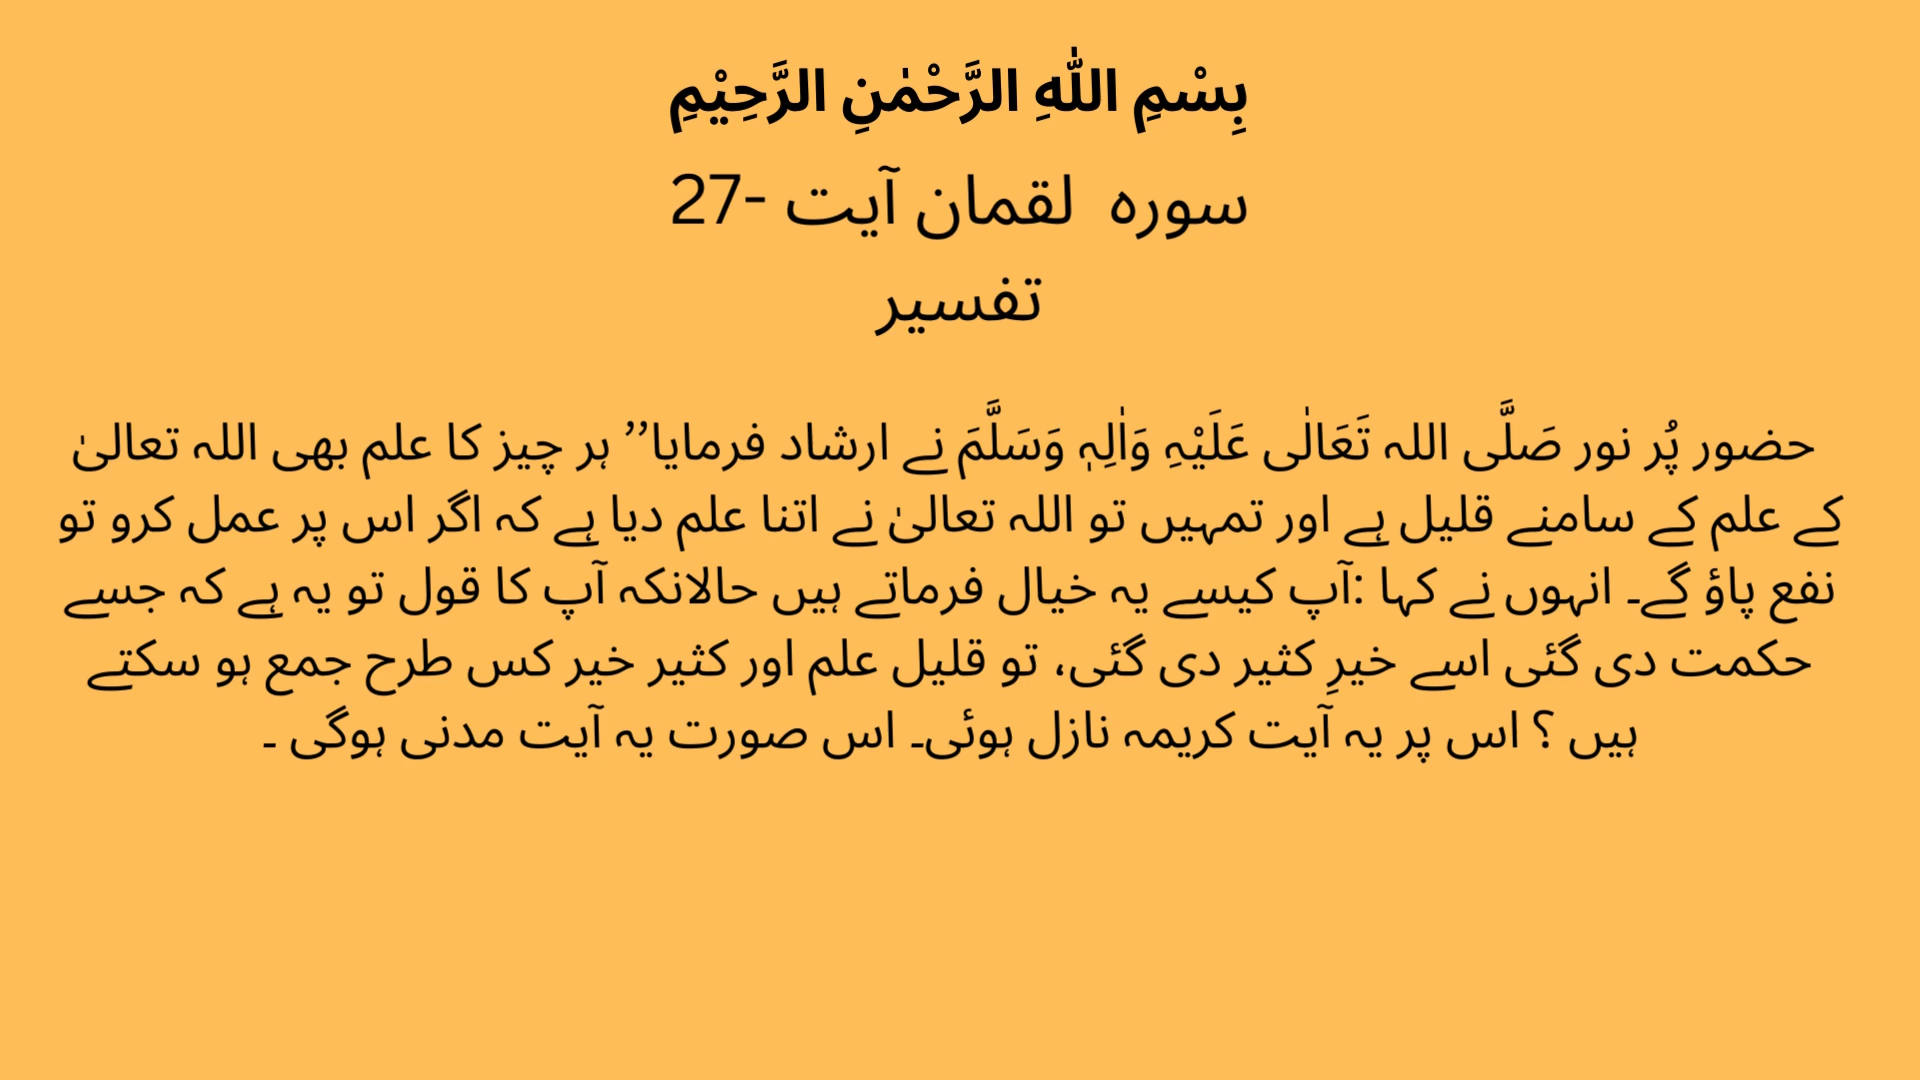 بِسْمِ اللّٰهِ الرَّحْمٰنِ الرَّحِيْمِ
سورہ لقمان آیت -27
تفسیر
حضور پُر نور صَلَّی اللہ تَعَالٰی عَلَیْہِ وَاٰلِہٖ وَسَلَّمَ نے ارشاد فرمایا’’ ہر چیز کا علم بھی اللہ تعالیٰ
کے علم کے سامنے قلیل ہے اور تمہیں تو اللہ تعالیٰ نے اتنا علم دیا ہے کہ اگر اس پر عمل کرو تو
نفع پاؤ گے۔ انہوں نے کہا :آپ کیسے یہ خیال فرماتے ہیں حالانکہ آپ کا قول تو یہ ہے کہ جسے
حکمت دی گئی اسے خیرِ کثیر دی گئی، تو قلیل علم اور کثیر خیر کس طرح جمع ہو سکتے
ہیں ؟ اس پر یہ آیت کریمہ نازل ہوئی۔ اس صورت یہ آیت مدنی ہوگی ۔